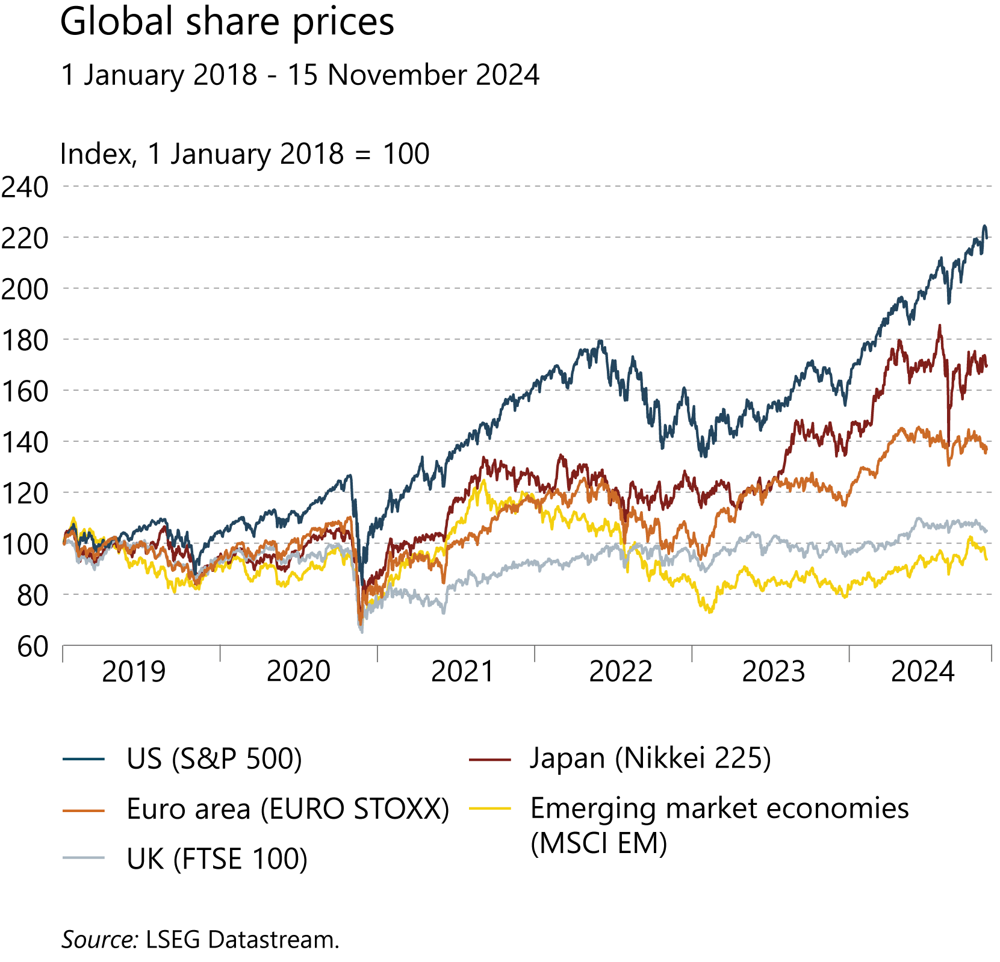 Global share prices
1 January 2018 - 15 November 2024
Index, 1 January 2018 = 100
240
220
200
180
160
140
120
100
80
60
2019 2020 2021 2022 2023 2024
US (S&P 500)
Japan (Nikkei 225)
Euro area (EURO STOXX)
Emerging market economies
(MSCI EM)
UK (FTSE 100)
Source: LSEG Datastream.